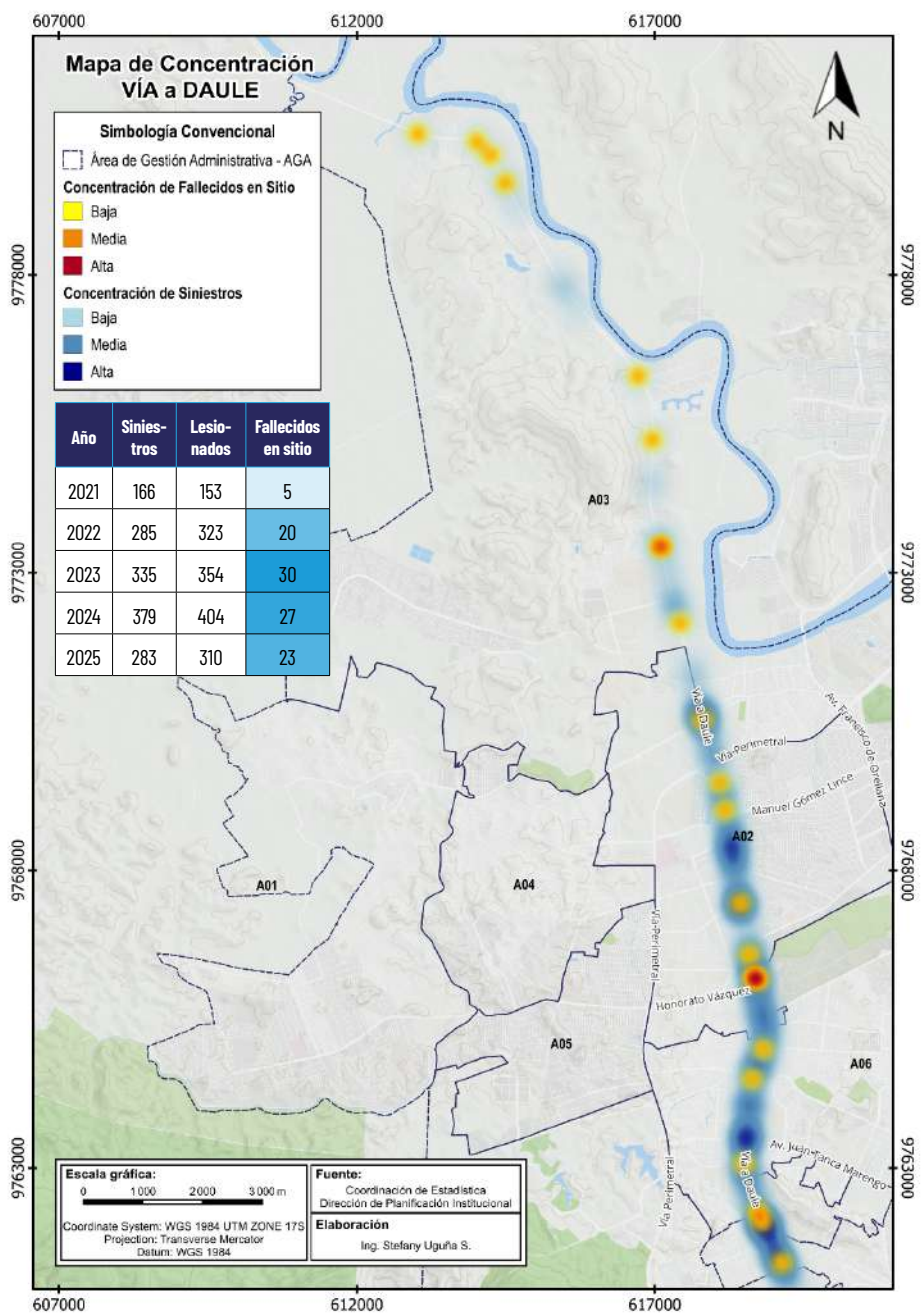 607000
612000
617000
Mapa de Concentración
VÍA a DAULE
Simbología Convencional
Área de Gestión Administrativa - AGA
Concentración de Fallecidos en Sitio
Baja
Media
Alta
Concentración de Siniestros
Baja
Media
Alta
N
9778000
9778000
Año Sinies- Lesio- Fallecidos
tros nados en sitio
2021 166 153 5
2022 285 323 20
2023 335 354 30
2024 379 404 27
2025 283 310 23
A03
9773000
9773000
Vía a Daule
Vía Perimetral
Av. Francisco de Orellana
Manuel Gómez Lince
A02
9768000
9768000
A01
A04
Vía Perimetral
Honorato Vázquez
A05
A06
Av. Juan Tanca Marengo
Vía a Daule
Vía Perimetral
9763000
9763000
Escala gráfica:
0 1000 2000 3000 m
Coordinate System: WGS 1984 UTM ZONE 17S
Projection: Transverse Mercator
Datum: WGS 1984
Fuente:
Coordinación de Estadística
Dirección de Planificación Institucional
Elaboración
Ing. Stefany Uguña S.
607000
612000
617000